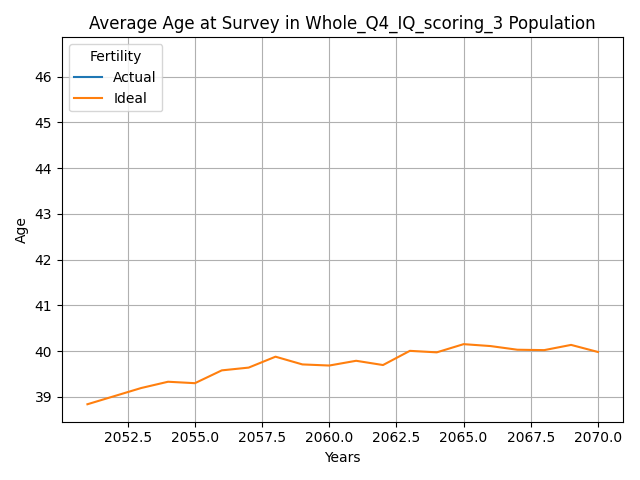 Average Age at Survey in Whole_Q4_IQ_scoring_3 Population
Fertility
Actual
Ideal
46
45
44
43
42
41
40
39
Age
2052.5 2055.0 2057.5 2060.0 2062.5 2065.0 2067.5 2070.0
Years